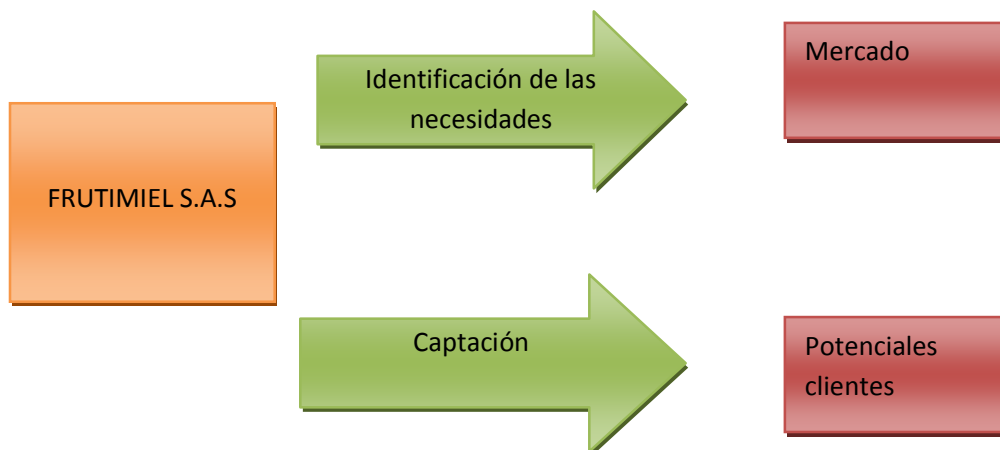 FRUTIMIEL S.A.S
Identificación de las
necesidades
Mercado
Captación
Potenciales
clientes